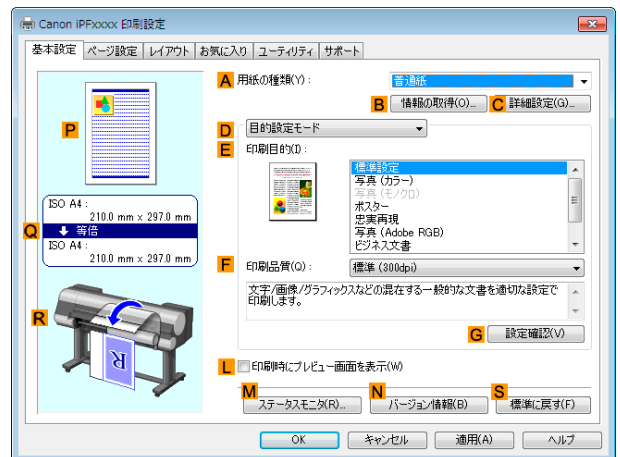 Canon iPFxxxx 印刷設定
基本設定 ページ設定 レイアウト お気に入り ユーティリティ サポート
A 用紙の種類(Y): 普通紙
B 情報の取得(O)... C 詳細設定(G)...
P
D 目的設定モード
E 印刷目的(I):
標準設定
写真 (カラー)
写真 (モノクロ)
ポスター
忠実再現
写真 (Adobe RGB)
ビジネス文書
ISO A4 :
210.0 mm x 297.0 mm
Q 等倍
ISO A4 :
210.0 mm x 297.0 mm
F 印刷品質(Q): 標準 (300dpi)
文字/画像/グラフィックスなどの混在する一般的な文書を適切な設定で
印刷します。
R
G 設定確認(V)
L 印刷時にプレビュー画面を表示(W)
M N S
ステータスモニタ(R)... バージョン情報(B) 標準に戻す(F)
OK キャンセル 適用(A) ヘルプ